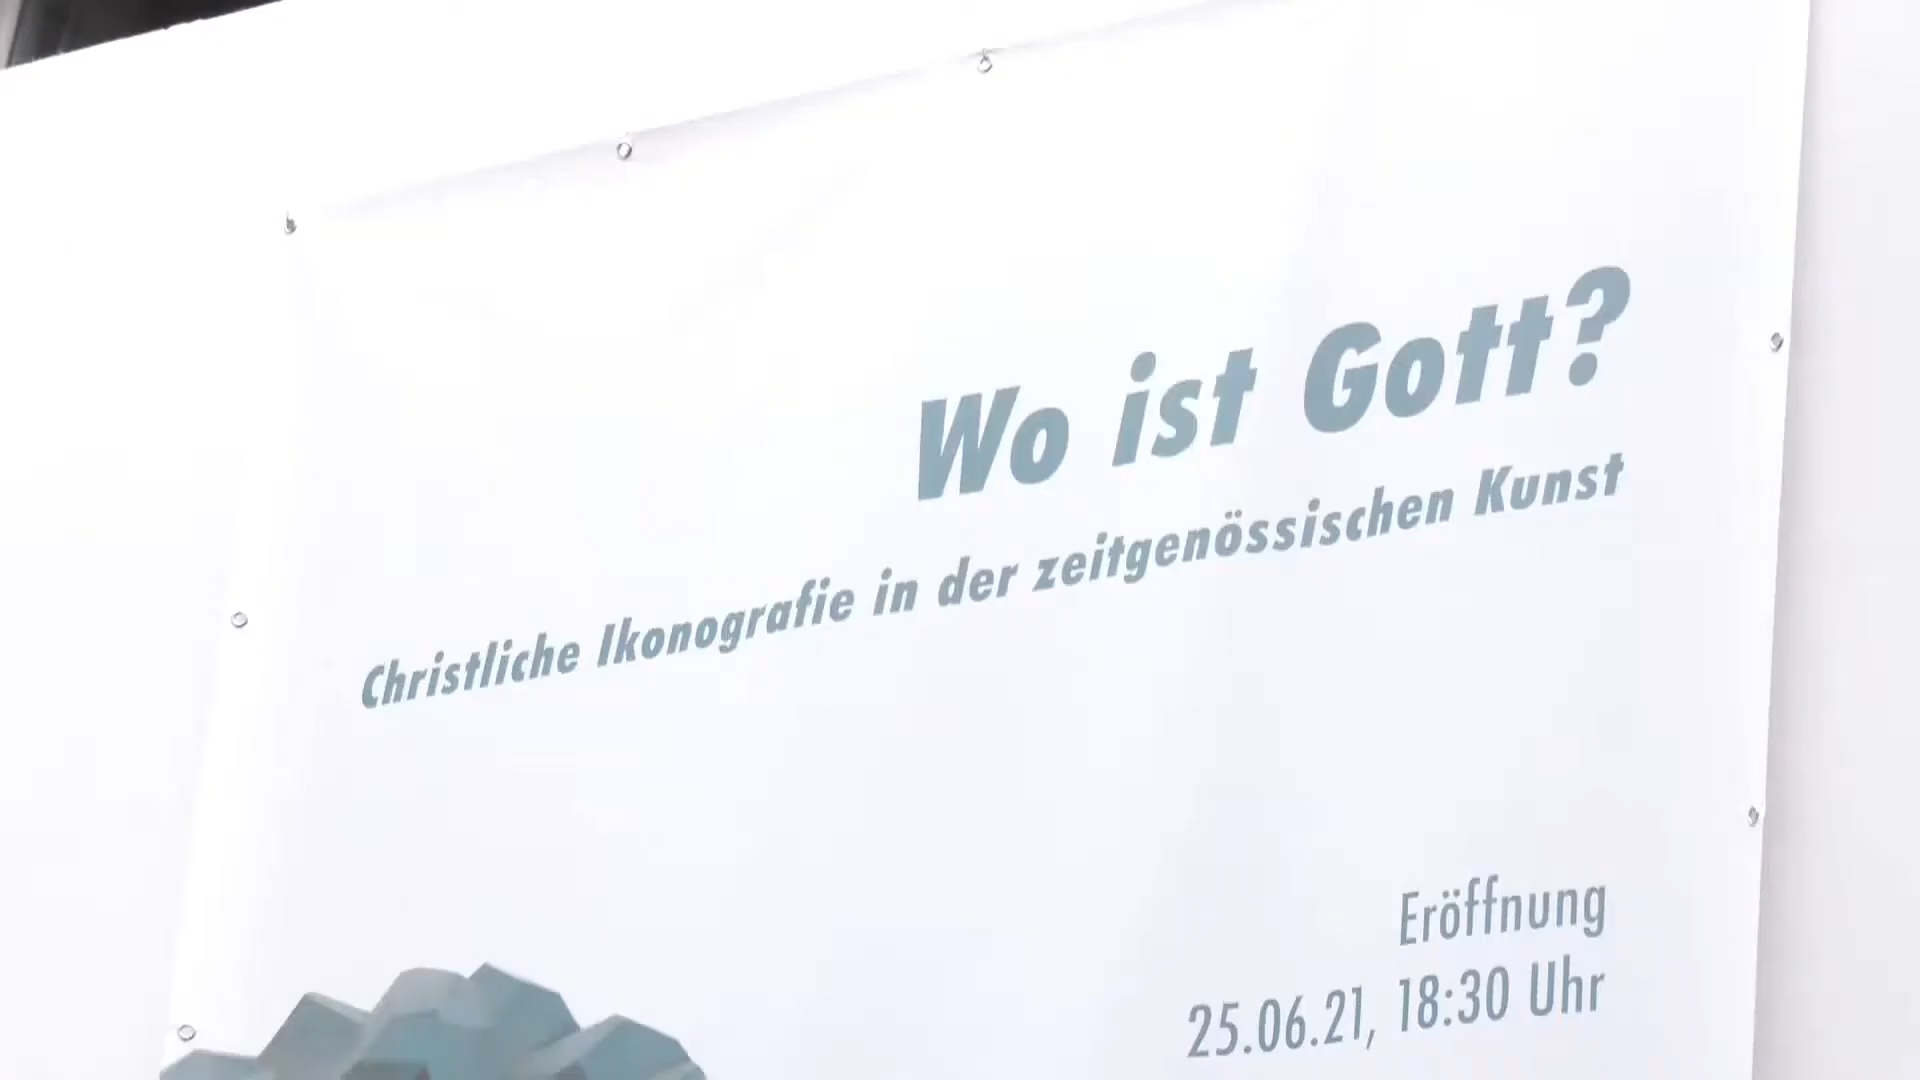 Wo ist Gott?
Christliche Ikonografie in der zeitgenössischen Kunst
Eröffnung
25.06.21, 18:30 Uhr